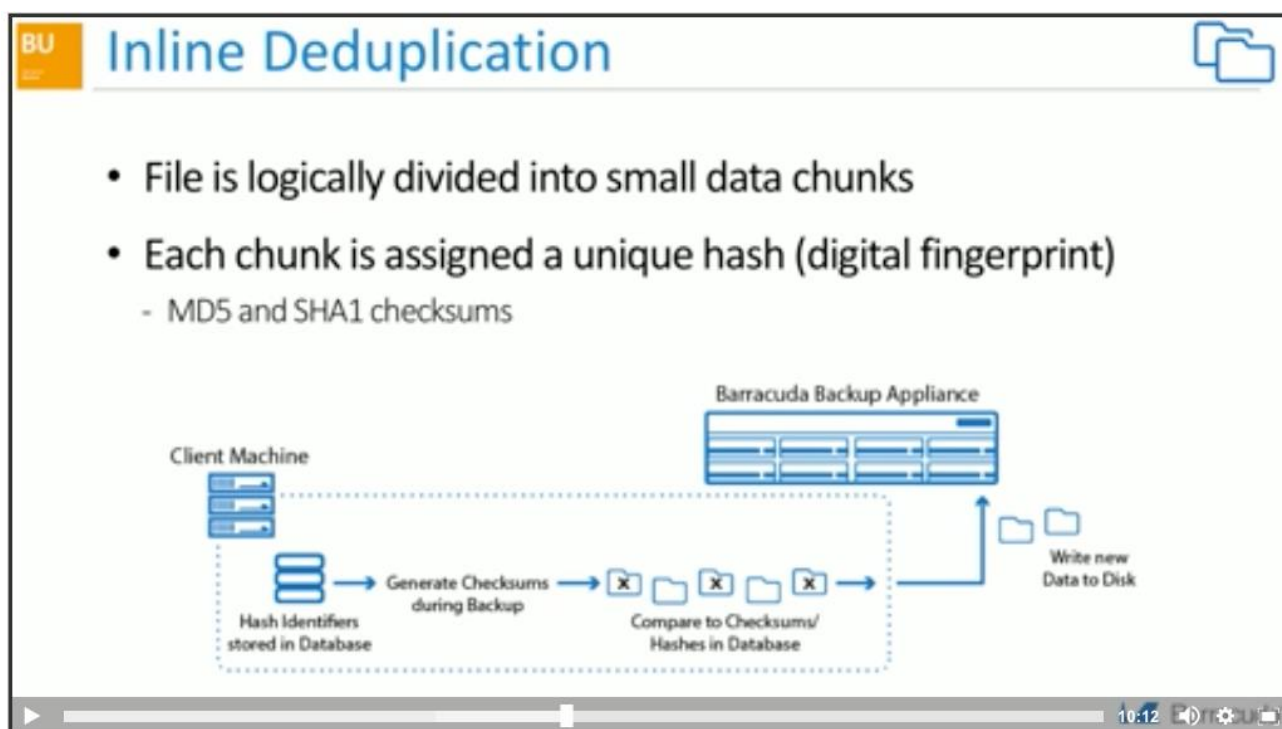 BU
Inline Deduplication
• File is logically divided into small data chunks
• Each chunk is assigned a unique hash (digital fingerprint)
- MD5 and SHA1 checksums
Barracuda Backup Appliance
Client Machine
Write new
Data to Disk
Generate Checksums
during Backup
Hash Identifiers
stored in Database
Compare to Checksums/
Hashes in Database
10:12
Barracuda